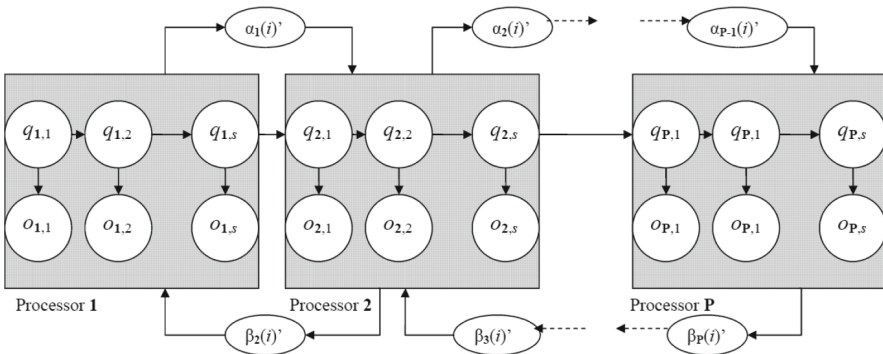 α1(i)’ α2(i)’ αP-1(i)’
q1,1 q1,2 q1,s q2,1 q2,2 q2,s qP,1 qP,1 qP,s
o1,1 o1,2 o1,s o2,1 o2,2 o2,s oP,1 oP,1 oP,s
Processor 1 Processor 2 Processor P
β2(i)’ β3(i)’ βP(i)’